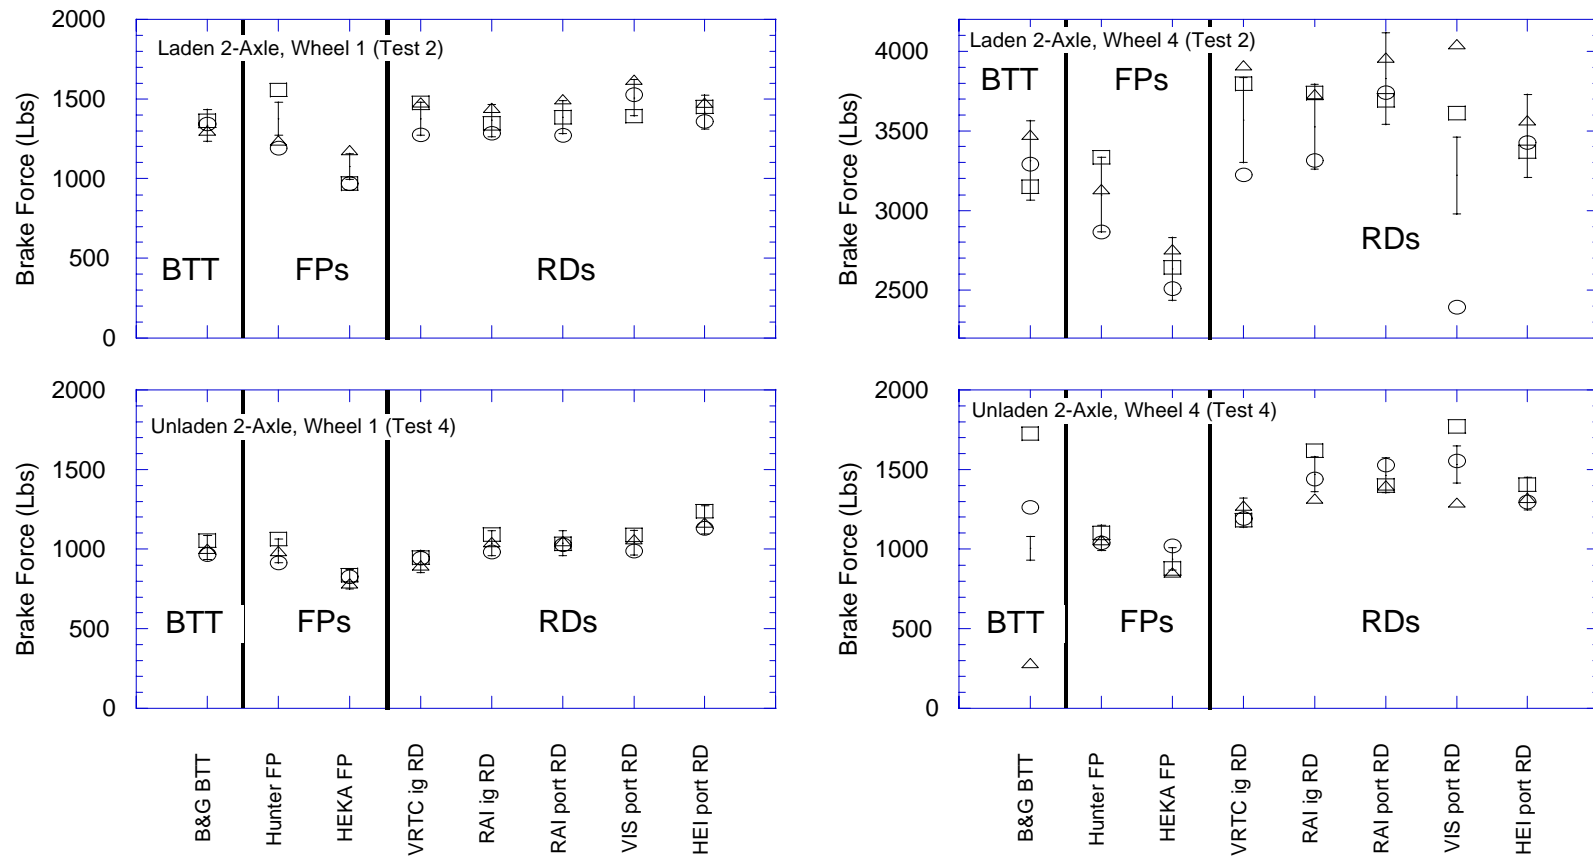 Laden 2-Axle, Wheel 1 (Test 2)
Brake Force (Lbs)
2000
1500
1000
500
0
BTT
FPs
RDs
Laden 2-Axle, Wheel 4 (Test 2)
Brake Force (Lbs)
4000
3500
3000
2500
BTT
FPs
RDs
Unladen 2-Axle, Wheel 1 (Test 4)
Brake Force (Lbs)
2000
1500
1000
500
0
BTT
FPs
RDs
Unladen 2-Axle, Wheel 4 (Test 4)
Brake Force (Lbs)
2000
1500
1000
500
0
BTT
FPs
RDs
B&G BTT
Hunter FP
HEKA FP
VRTC ig RD
RAI ig RD
RAI port RD
VIS port RD
HEI port RD
B&G BTT
Hunter FP
HEKA FP
VRTC ig RD
RAI ig RD
RAI port RD
VIS port RD
HEI port RD